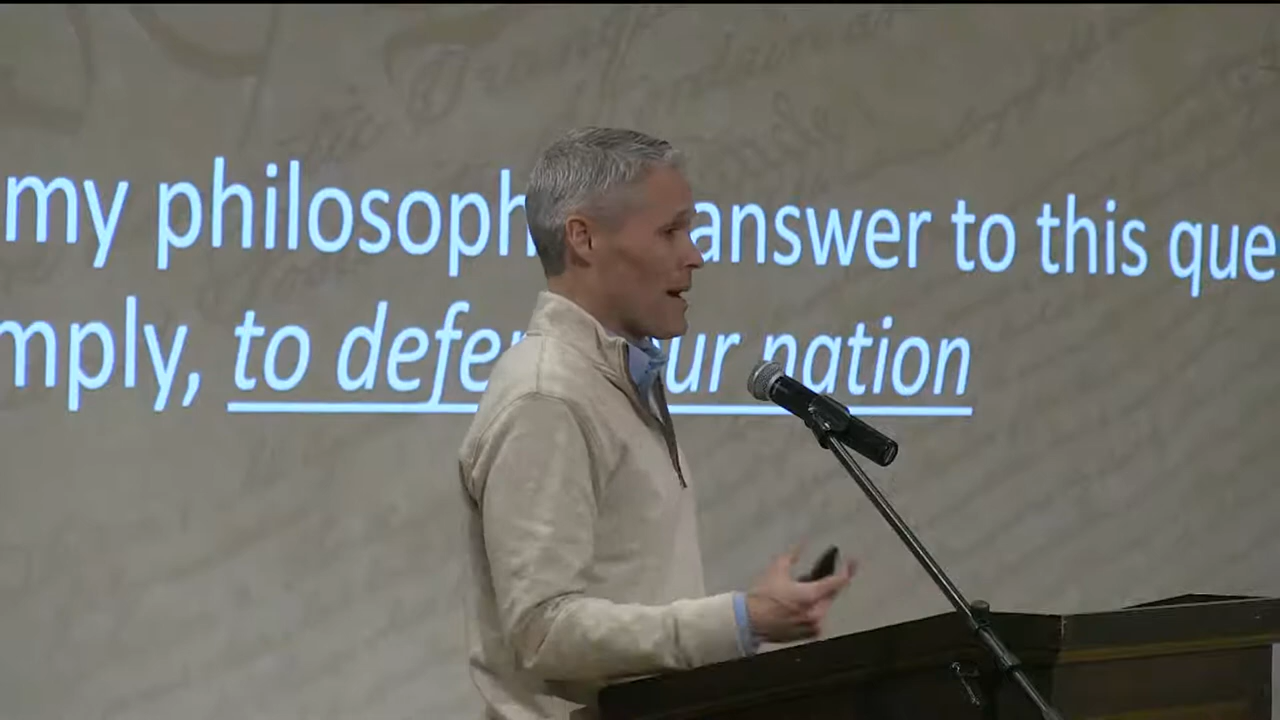 my philosoph answer to this que
mply, to defe ur nation